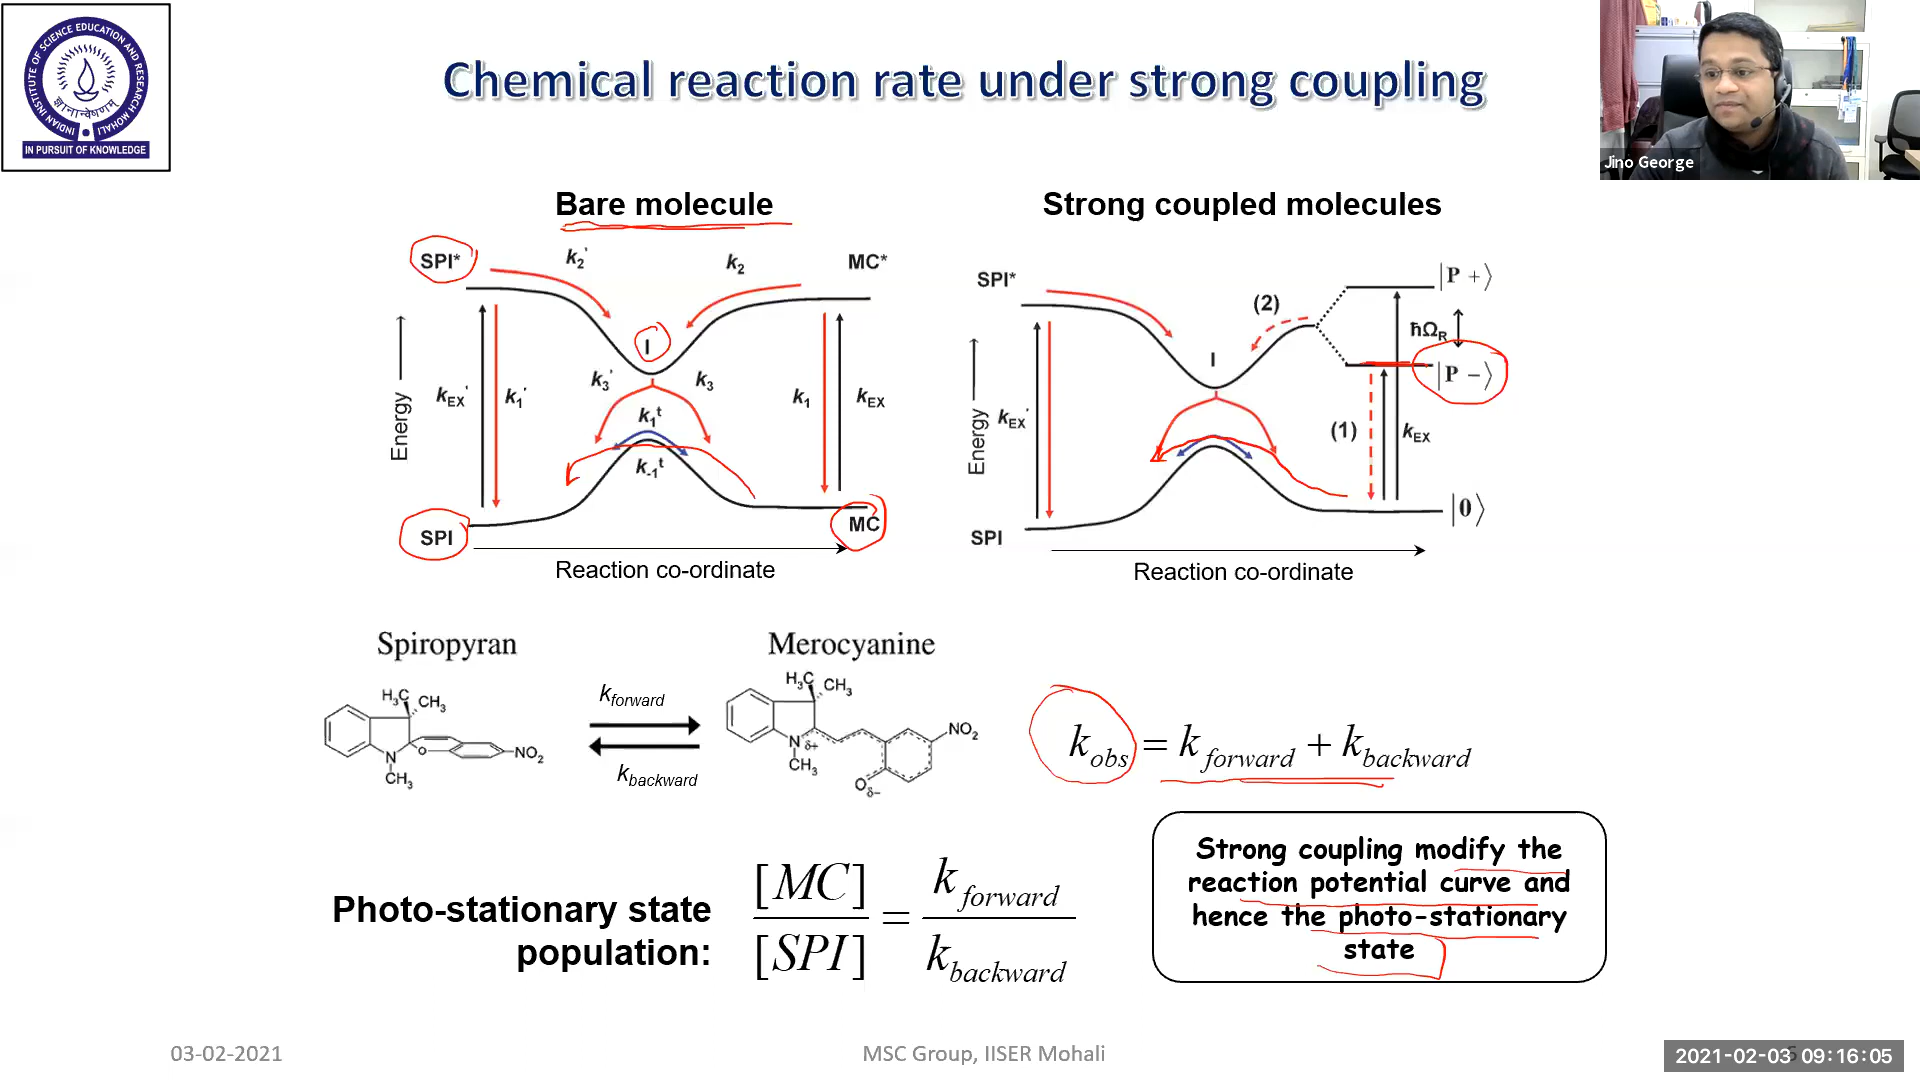 INDIAN INSTITUTE OF SCIENCE EDUCATION AND RESEARCH MOHALI
IN PURSUIT OF KNOWLEDGE
Chemical reaction rate under strong coupling
Jino George
Bare molecule
Strong coupled molecules
SPI*
k₂'
k₂
MC*
I
k₃'
k₃
k_EX'
k₁'
k₁ᵗ
k₋₁ᵗ
k₁
k_EX
Energy
SPI
MC
Reaction co-ordinate
SPI*
(2)
|P +⟩
ħΩ_R
|P −⟩
I
k_EX'
(1)
k_EX
Energy
SPI
|0⟩
Reaction co-ordinate
Spiropyran
Merocyanine
H₃C
CH₃
N
O
NO₂
CH₃
k_forward
k_backward
H₃C
CH₃
N
δ+
CH₃
NO₂
O
δ−
k_obs = k_forward + k_backward
Photo-stationary state
population:
[MC]
[SPI]
=
k_forward
k_backward
Strong coupling modify the
reaction potential curve and
hence the photo-stationary
state
03-02-2021
MSC Group, IISER Mohali
2021-02-03 09:16:05